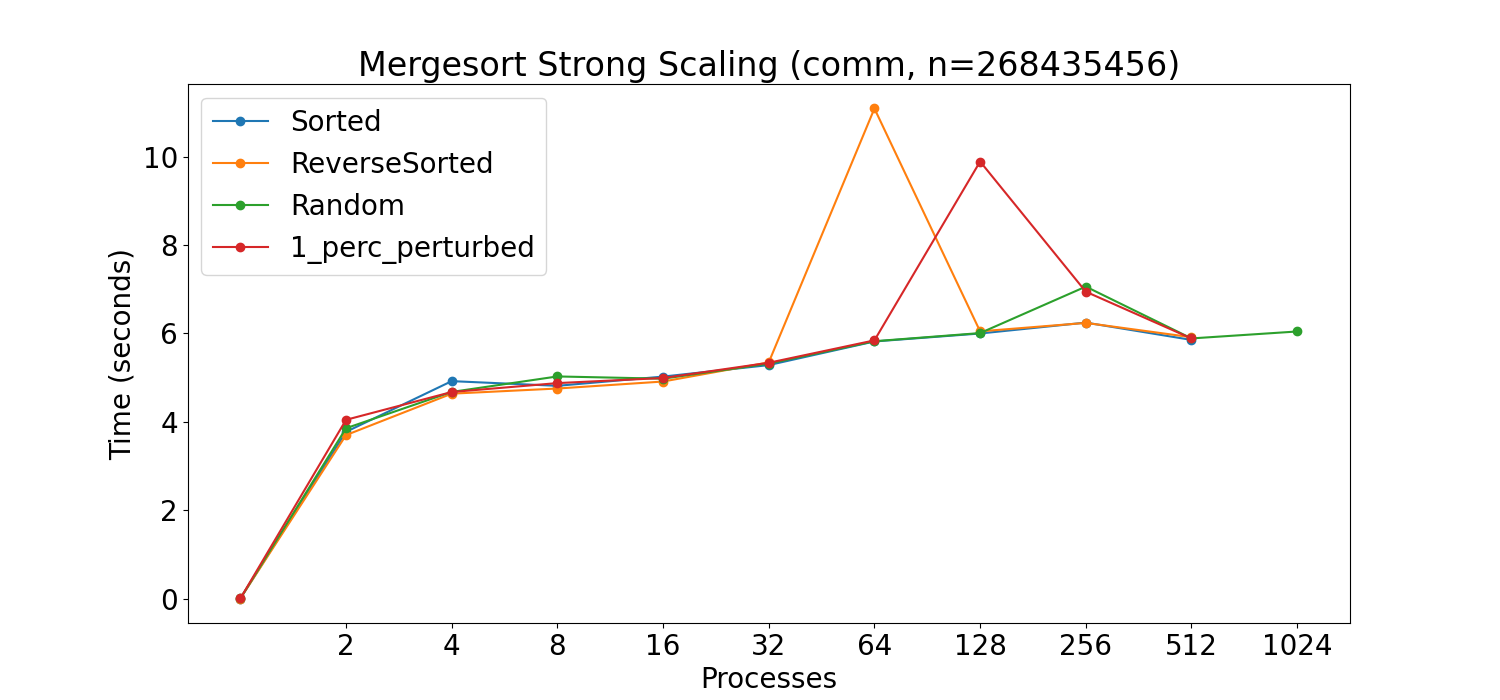 Mergesort Strong Scaling (comm, n=268435456)
Sorted
ReverseSorted
Random
1_perc_perturbed
Time (seconds)
10
8
6
4
2
0
2 4 8 16 32 64 128 256 512 1024
Processes